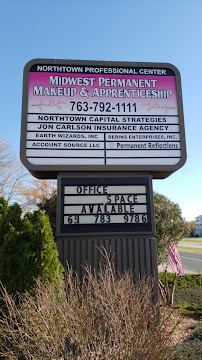 NORTHTOWN PROFESSIONAL CENTER
MIDWEST PERMANENT
MAKEUP & APPRENTICESHIP
763-792-1111
NORTHTOWN CAPITAL STRATEGIES
JON CARLSON INSURANCE AGENCY
EARTH WIZARDS, INC
BERING ENTERPRISES, INC.
ACCOUNT SOURCE LLC
Permanent Reflections
OFFICE
SPACE
AVAILABLE
64 783 9786